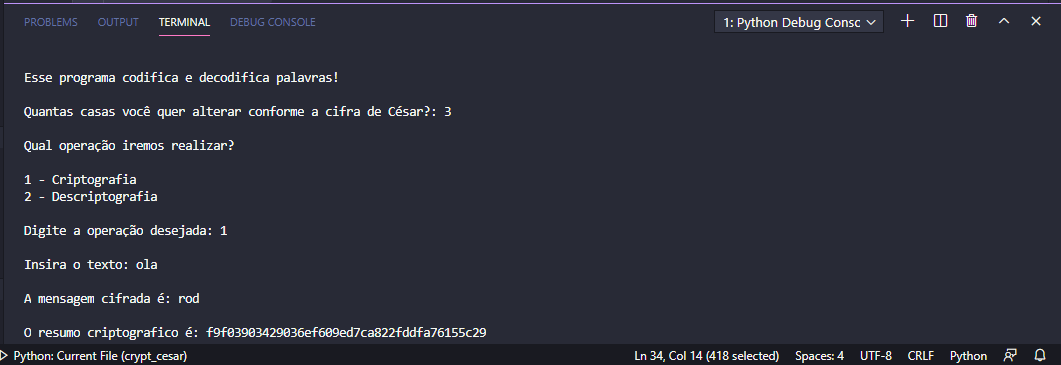 PROBLEMS OUTPUT TERMINAL DEBUG CONSOLE 1: Python Debug Consc
Esse programa codifica e decodifica palavras!
Quantas casas você quer alterar conforme a cifra de César?: 3
Qual operação iremos realizar?
1 - Criptografia
2 - Descriptografia
Digite a operação desejada: 1
Insira o texto: ola
A mensagem cifrada é: rod
O resumo criptografico é: f9f03903429036ef609ed7ca822fddfa76155c29
Python: Current File (crypt_cesar) Ln 34, Col 14 (418 selected) Spaces: 4 UTF-8 CRLF Python